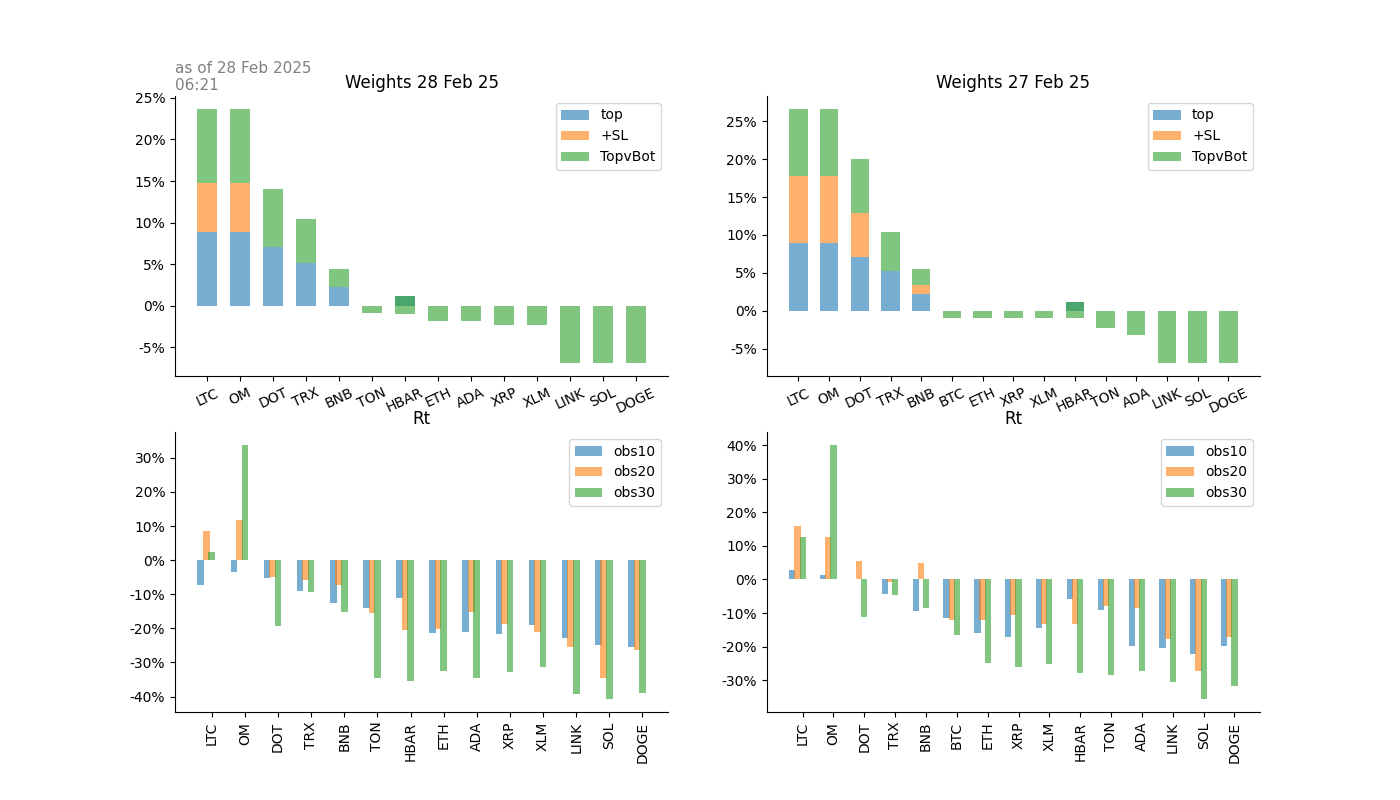 as of 28 Feb 2025
06:21
Weights 28 Feb 25
25%
20%
15%
10%
5%
0%
-5%
top
+SL
TopvBot
LTC OM DOT TRX BNB TON HBAR ETH ADA XRP XLM LINK SOL DOGE
Weights 27 Feb 25
25%
20%
15%
10%
5%
0%
-5%
top
+SL
TopvBot
LTC OM DOT TRX BNB BTC ETH XRP XLM HBAR TON ADA LINK SOL DOGE
Rt
30%
20%
10%
0%
-10%
-20%
-30%
-40%
obs10
obs20
obs30
LTC OM DOT TRX BNB TON HBAR ETH ADA XRP XLM LINK SOL DOGE
Rt
40%
30%
20%
10%
0%
-10%
-20%
-30%
obs10
obs20
obs30
LTC OM DOT TRX BNB BTC ETH XRP XLM HBAR TON ADA LINK SOL DOGE